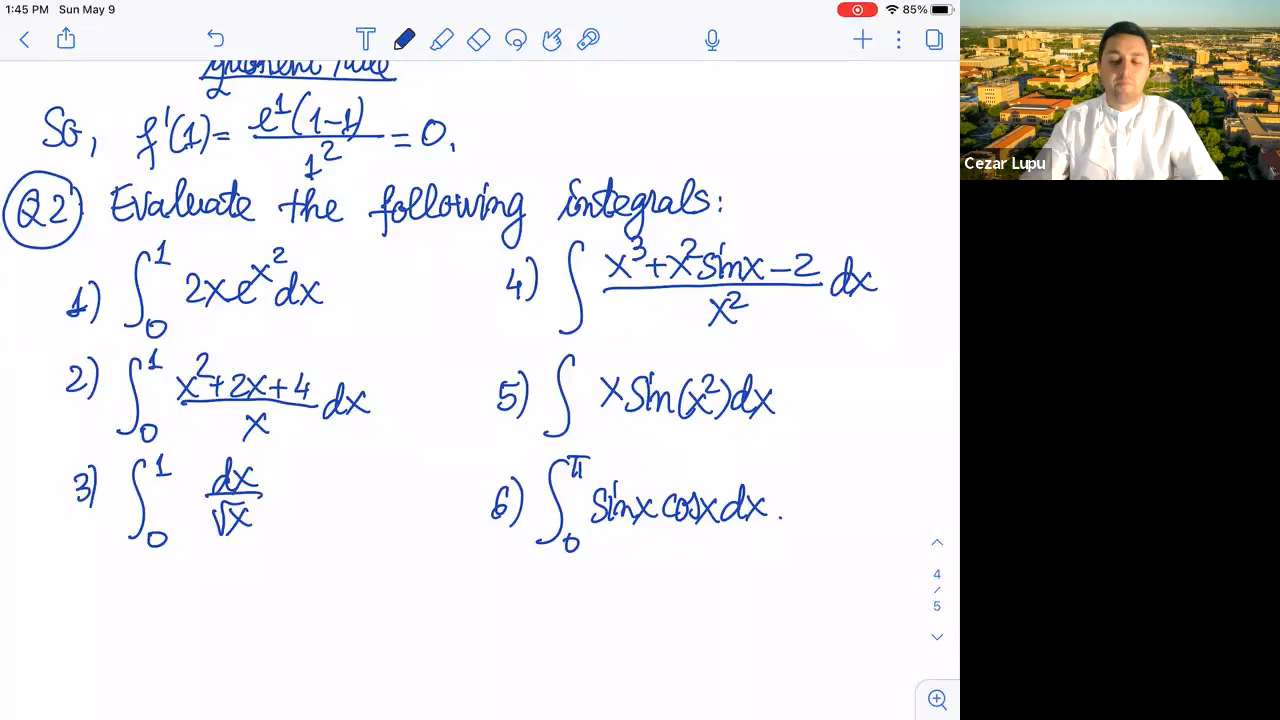 1:45 PM Sun May 9
85%
quotient rule
So, f'(1) = e^1(1-1)/1^2 = 0.
Q2 Evaluate the following integrals:
1) ∫_0^1 2xe^{x^2}dx
2) ∫_0^1 (x^2+2x+4)/x dx
3) ∫_0^1 dx/√x
4) ∫ (x^3+x^2 sin x - 2)/x^2 dx
5) ∫ x sin(x^2) dx
6) ∫_0^π sin x cos x dx.
4
/
5
Cezar Lupu